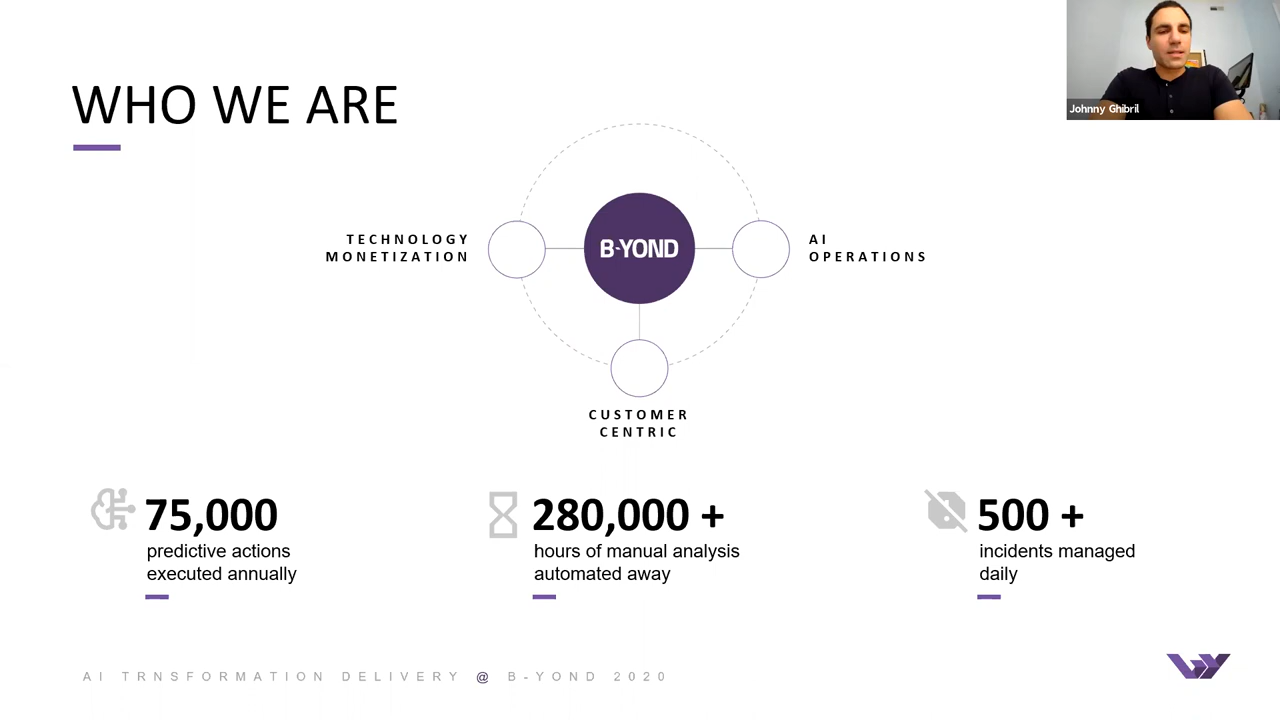 WHO WE ARE
Johnny Ghibril
TECHNOLOGY
MONETIZATION
B-YOND
AI
OPERATIONS
CUSTOMER
CENTRIC
75,000
predictive actions
executed annually
280,000 +
hours of manual analysis
automated away
500 +
incidents managed
daily
AI TRNSFORMATION DELIVERY @ B-YOND 2020